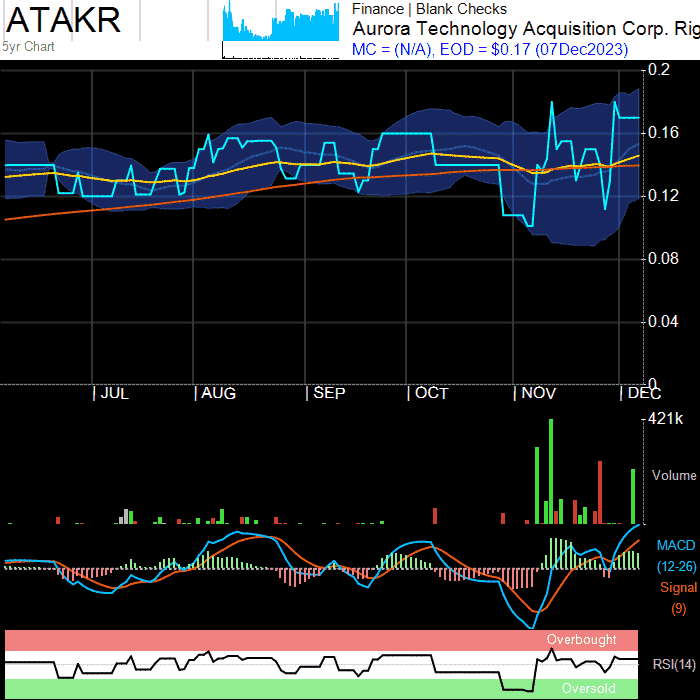 ATAKR
5yr Chart
Finance | Blank Checks
Aurora Technology Acquisition Corp. Rig
MC = (N/A), EOD = $0.17 (07Dec2023)
0.2
0.16
0.12
0.08
0.04
0
JUL AUG SEP OCT NOV DEC
421k
Volume
MACD
(12-26)
Signal
(9)
Overbought
RSI(14)
Oversold